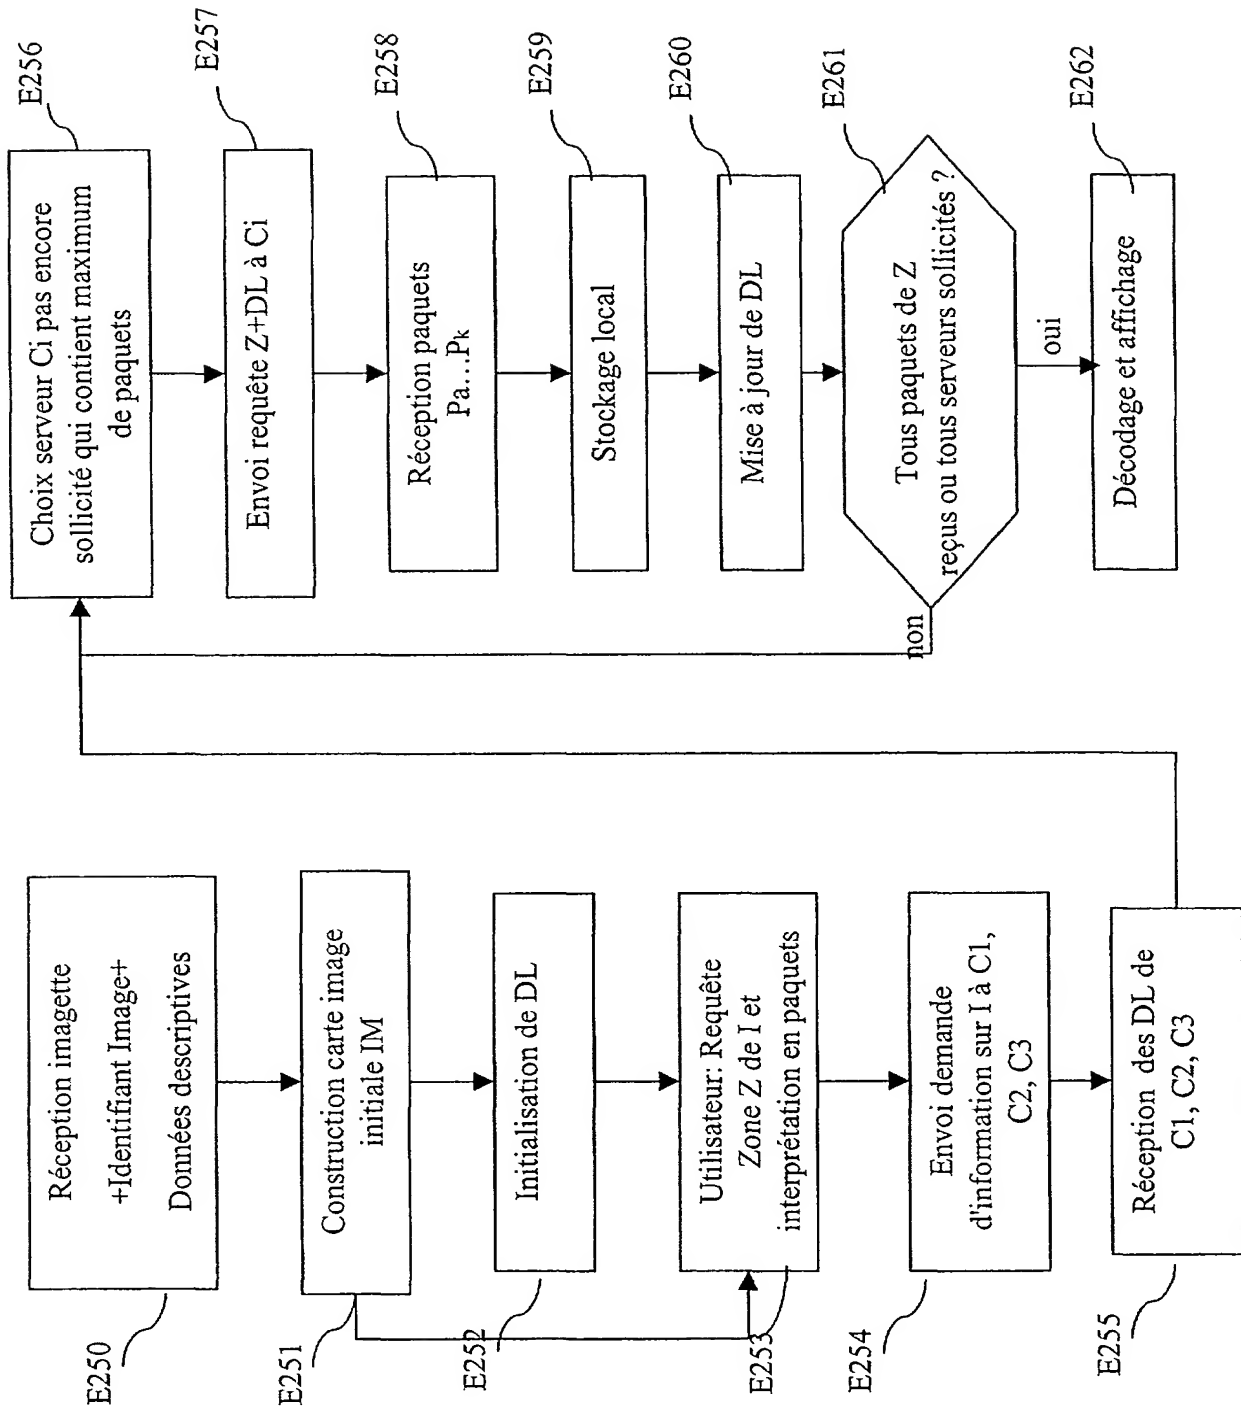 E250
Réception imagette
+Identifiant Image+
Données descriptives
E251
Construction carte image
initiale IM
E252
Initialisation de DL
E253
Utilisateur: Requête
Zone Z de I et
interprétation en paquets
E254
Envoi demande
d'information sur I à C1,
C2, C3
E255
Réception des DL de
C1, C2, C3
E256
Choix serveur Ci pas encore
sollicité qui contient maximum
de paquets
E257
Envoi requête Z+DL à Ci
E258
Réception paquets
Pa...Pk
E259
Stockage local
E260
Mise à jour de DL
E261
Tous paquets de Z
reçus ou tous serveurs sollicités ?
non
oui
E262
Décodage et affichage